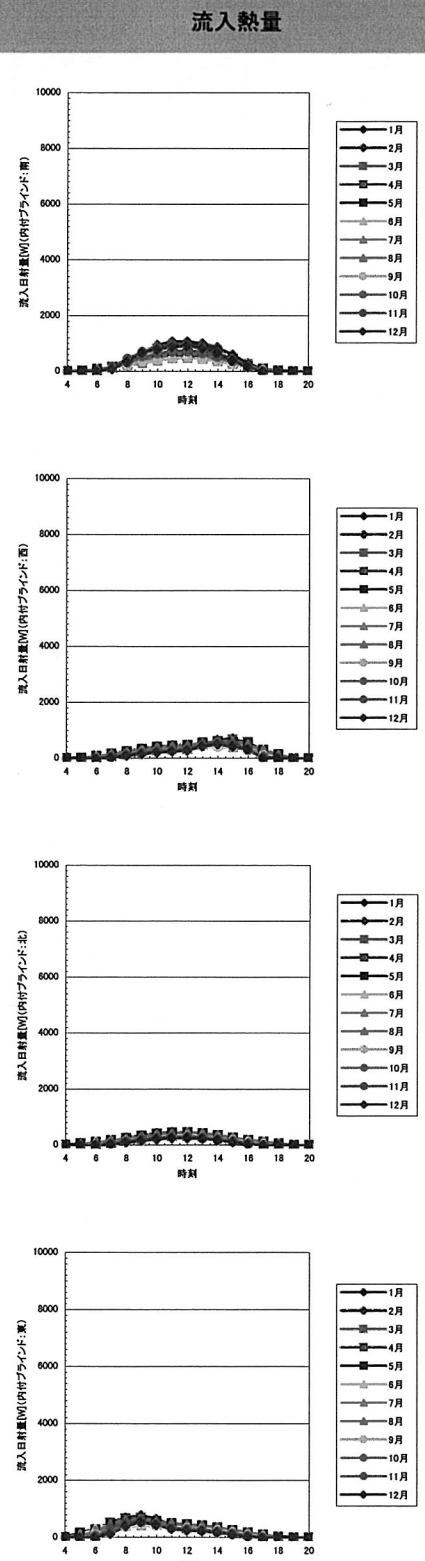 流入熱量
流入日射量[W](内付ブラインド:南)
10000
8000
6000
4000
2000
0
4 6 8 10 12 14 16 18 20
時刻
1月
2月
3月
4月
5月
6月
7月
8月
9月
10月
11月
12月
流入日射量[W](内付ブラインド:西)
10000
8000
6000
4000
2000
0
4 6 8 10 12 14 16 18 20
時刻
1月
2月
3月
4月
5月
6月
7月
8月
9月
10月
11月
12月
流入日射量[W](内付ブラインド:北)
10000
8000
6000
4000
2000
0
4 6 8 10 12 14 16 18 20
時刻
1月
2月
3月
4月
5月
6月
7月
8月
9月
10月
11月
12月
流入日射量[W](内付ブラインド:東)
10000
8000
6000
4000
2000
0
4 6 8 10 12 14 16 18 20
1月
2月
3月
4月
5月
6月
7月
8月
9月
10月
11月
12月